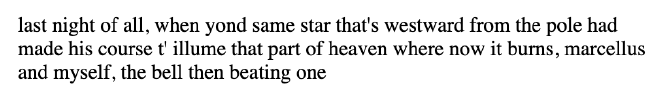 last night of all, when yond same star that's westward from the pole had
made his course t' illume that part of heaven where now it burns, marcellus
and myself, the bell then beating one